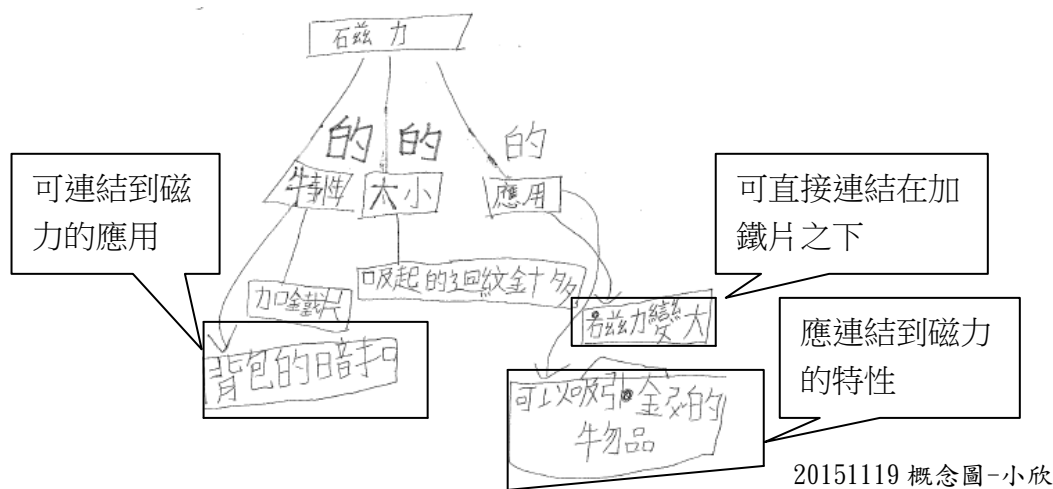 磁力
的 的 的
特性 大小 應用
可連結到磁
力的應用
可直接連結在加
鐵片之下
加鐵片
吸起的迴紋針多
磁力變大
背包的暗扣
應連結到磁力
的特性
可以吸引金的
物品
20151119 概念圖-小欣